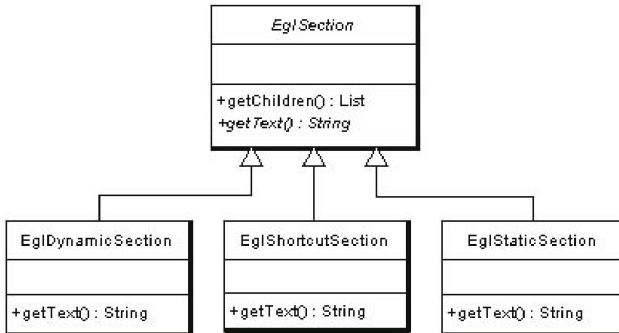 EglSection
+getChildren() : List
+getText() : String
EglDynamicSection
+getText() : String
EglShortcutSection
+getText() : String
EglStaticSection
+getText() : String